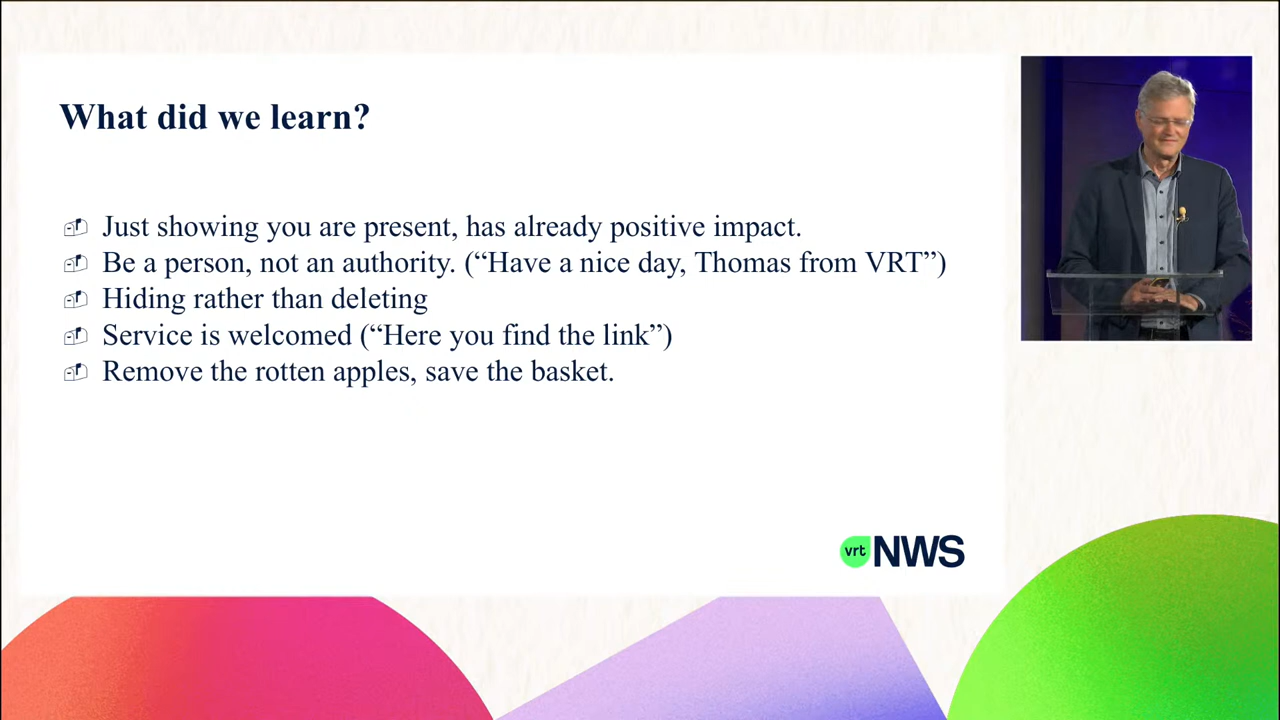 What did we learn?
Just showing you are present, has already positive impact.
Be a person, not an authority. (“Have a nice day, Thomas from VRT”)
Hiding rather than deleting
Service is welcomed (“Here you find the link”)
Remove the rotten apples, save the basket.
vrt NWS